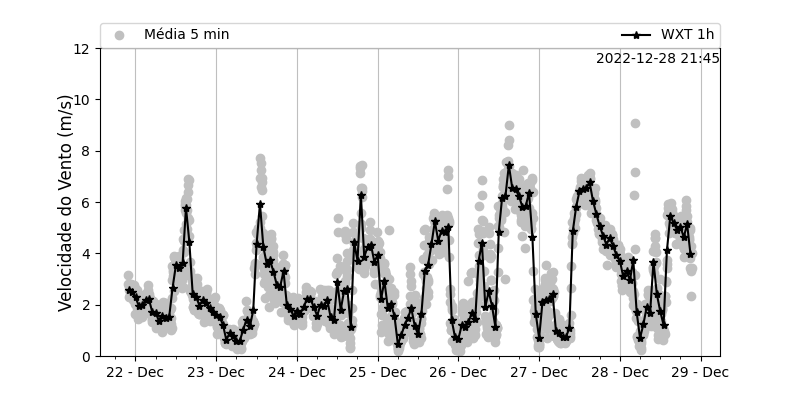 Média 5 min
WXT 1h
2022-12-28 21:45
Velocidade do Vento (m/s)
12
10
8
6
4
2
0
22 - Dec 23 - Dec 24 - Dec 25 - Dec 26 - Dec 27 - Dec 28 - Dec 29 - Dec